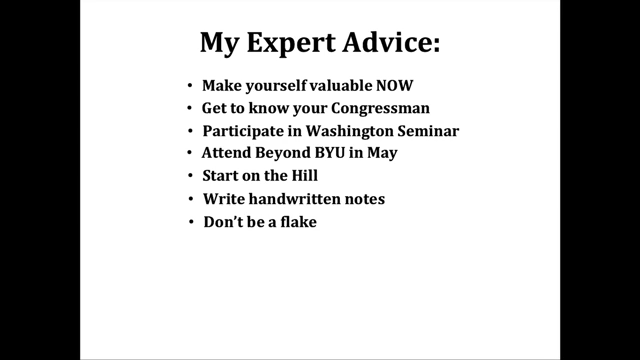 My Expert Advice:
• Make yourself valuable NOW
• Get to know your Congressman
• Participate in Washington Seminar
• Attend Beyond BYU in May
• Start on the Hill
• Write handwritten notes
• Don’t be a flake